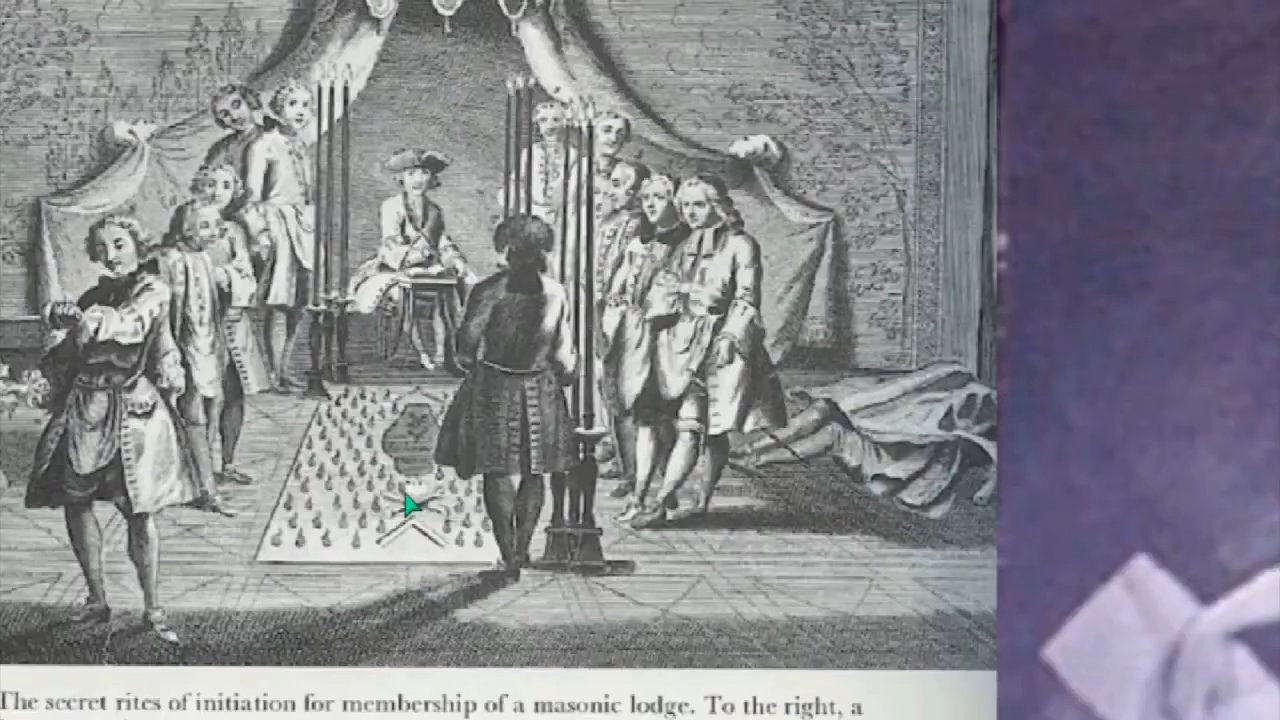 The secret rites of initiation for membership of a masonic lodge. To the right, a